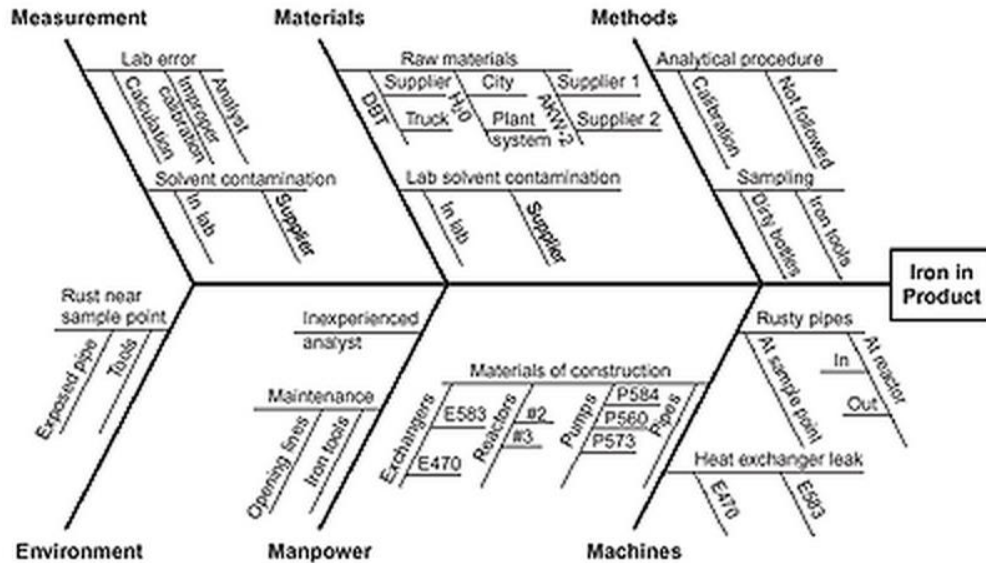 Measurement
Materials
Methods
Lab error
Calculation
Improper
calibration
Analyst
Solvent contamination
In lab
Supplier
Raw materials
DBT
Supplier
Truck
H₂0
City
Plant
system
AKW-2
Supplier 1
Supplier 2
Lab solvent contamination
In lab
Supplier
Analytical procedure
Calibration
Not followed
Sampling
Dirty bottles
Iron tools
Iron in
Product
Rust near
sample point
Exposed pipe
Tools
Inexperienced
analyst
Maintenance
Opening lines
Iron tools
Materials of construction
Exchangers
E583
E470
Reactors
#2
#3
Pumps
P584
P560
P573
Pipes
Rusty pipes
At sample point
At reactor
In
Out
Heat exchanger leak
E470
E583
Environment
Manpower
Machines